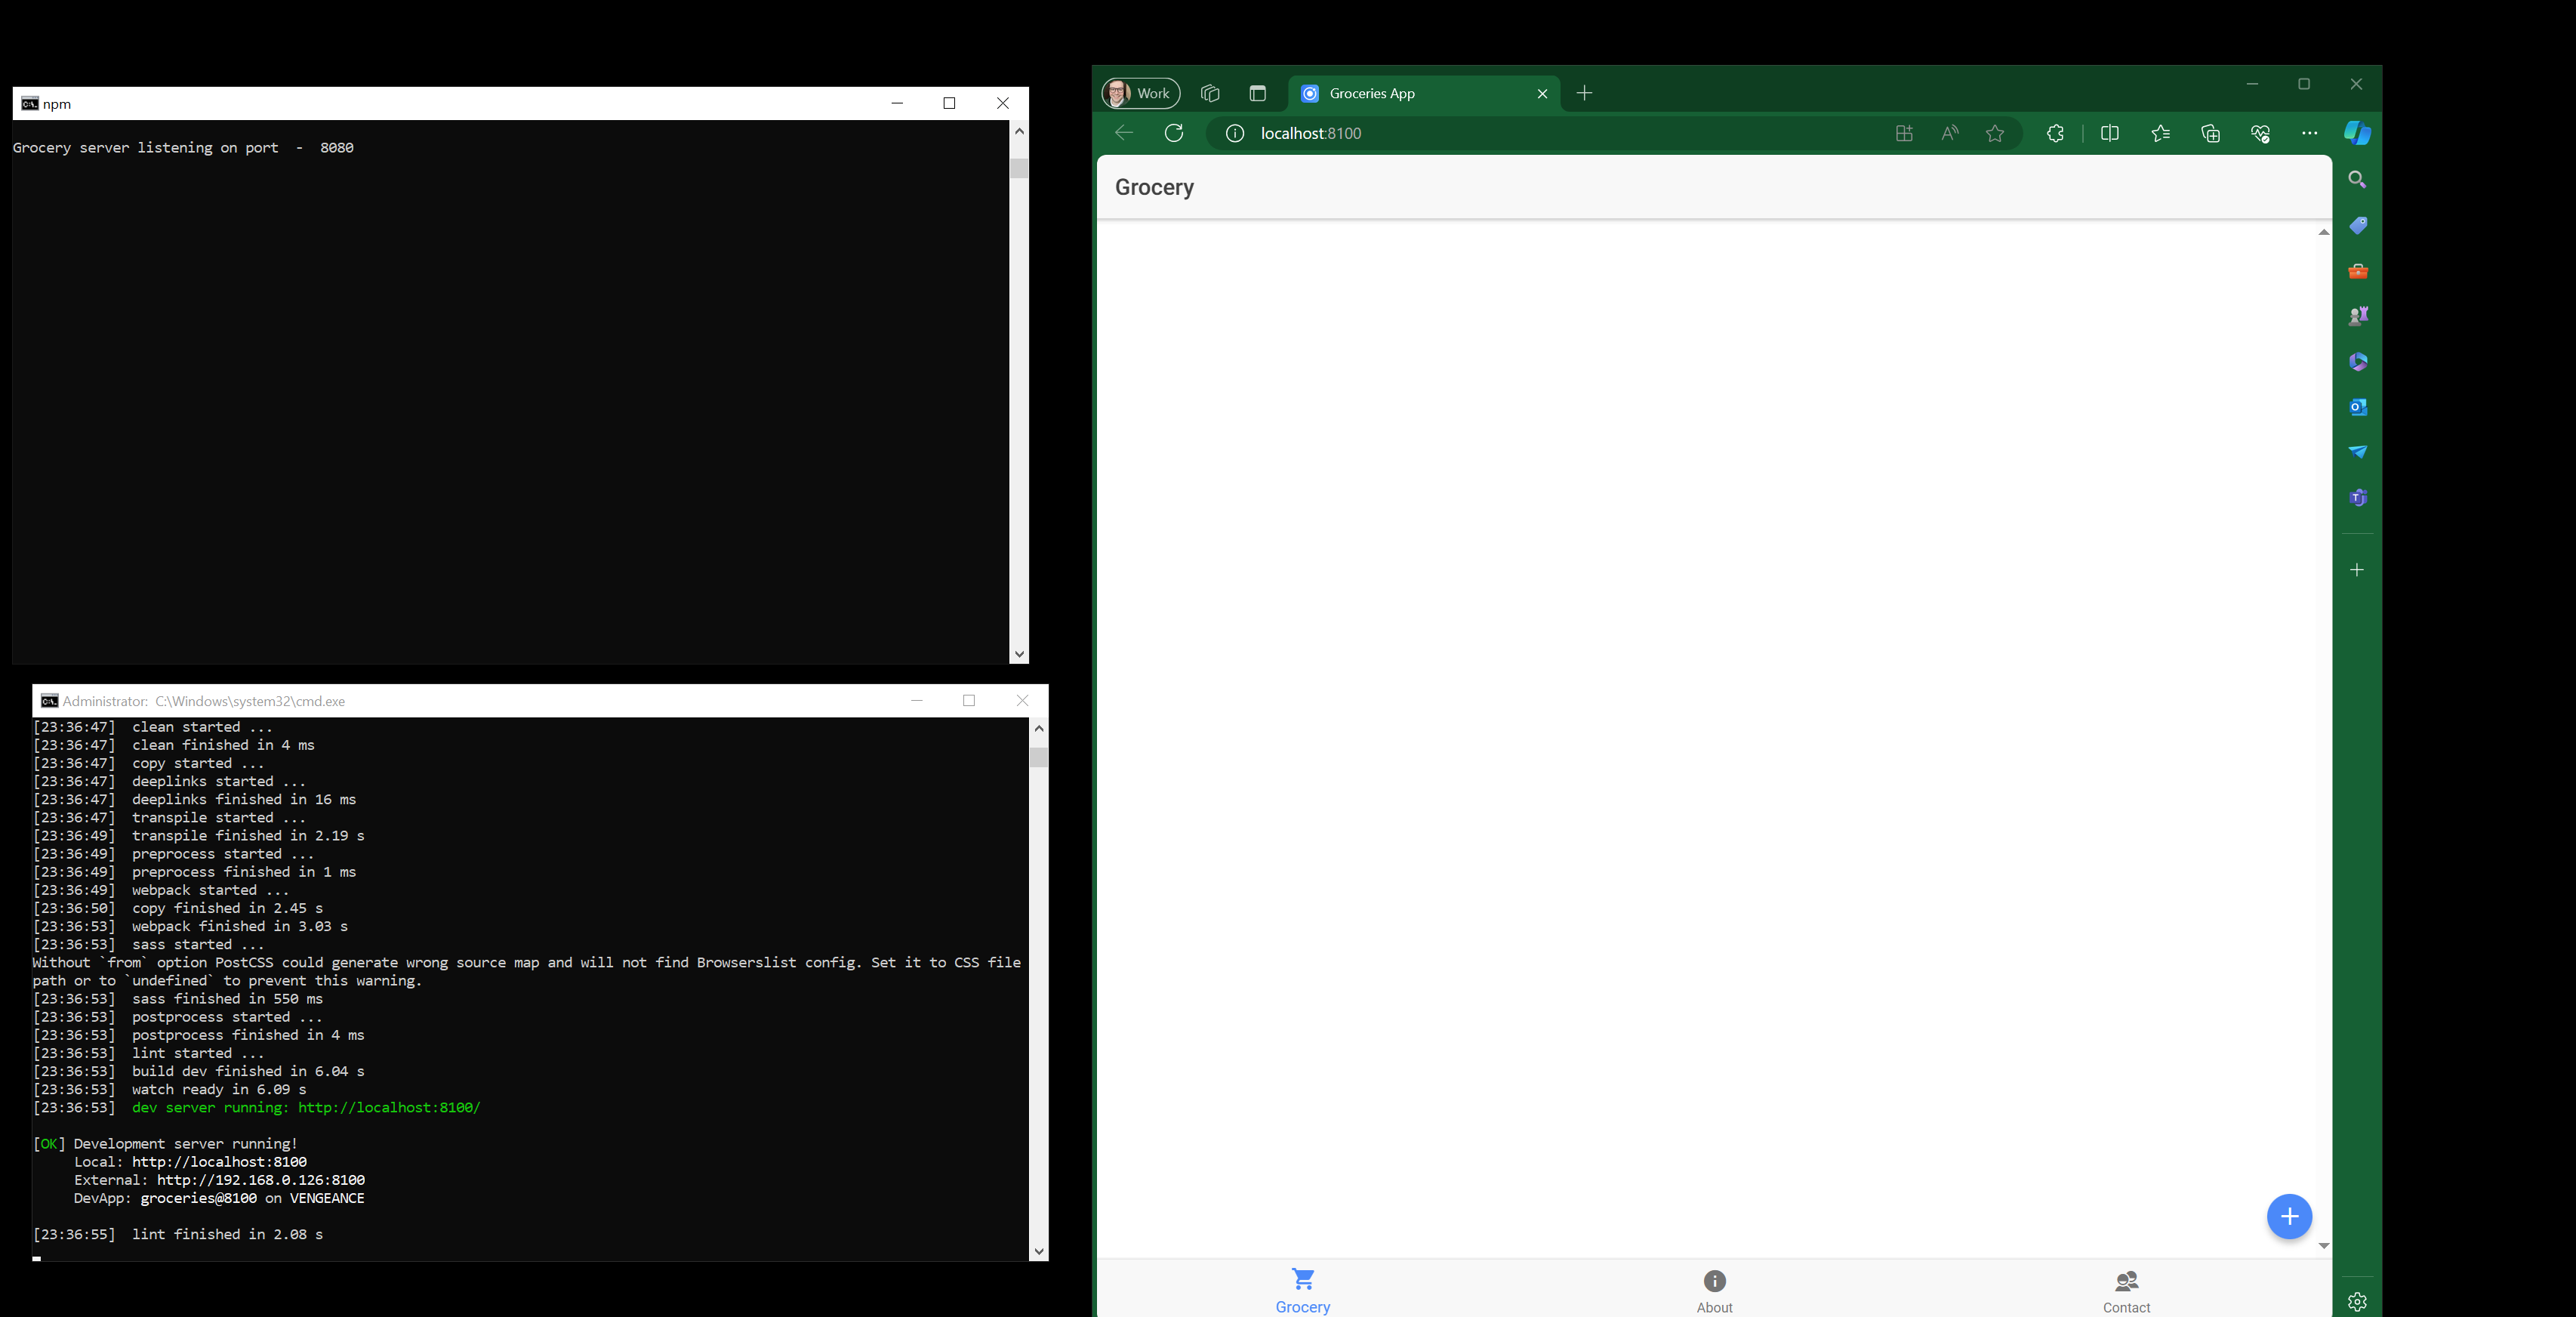 npm
Grocery server listening on port  -  8080
Administrator:  C:\Windows\system32\cmd.exe
[23:36:47]  clean started ...
[23:36:47]  clean finished in 4 ms
[23:36:47]  copy started ...
[23:36:47]  deeplinks started ...
[23:36:47]  deeplinks finished in 16 ms
[23:36:47]  transpile started ...
[23:36:49]  transpile finished in 2.19 s
[23:36:49]  preprocess started ...
[23:36:49]  preprocess finished in 1 ms
[23:36:49]  webpack started ...
[23:36:50]  copy finished in 2.45 s
[23:36:53]  webpack finished in 3.03 s
[23:36:53]  sass started ...
Without `from` option PostCSS could generate wrong source map and will not find Browserslist config. Set it to CSS file
path or to `undefined` to prevent this warning.
[23:36:53]  sass finished in 550 ms
[23:36:53]  postprocess started ...
[23:36:53]  postprocess finished in 4 ms
[23:36:53]  lint started ...
[23:36:53]  build dev finished in 6.04 s
[23:36:53]  watch ready in 6.09 s
[23:36:53]  dev server running: http://localhost:8100/
[OK] Development server running!
Local: http://localhost:8100
External: http://192.168.0.126:8100
DevApp: groceries@8100 on VENGEANCE
[23:36:55]  lint finished in 2.08 s
Work
Groceries App
localhost:8100
Grocery
Grocery
About
Contact